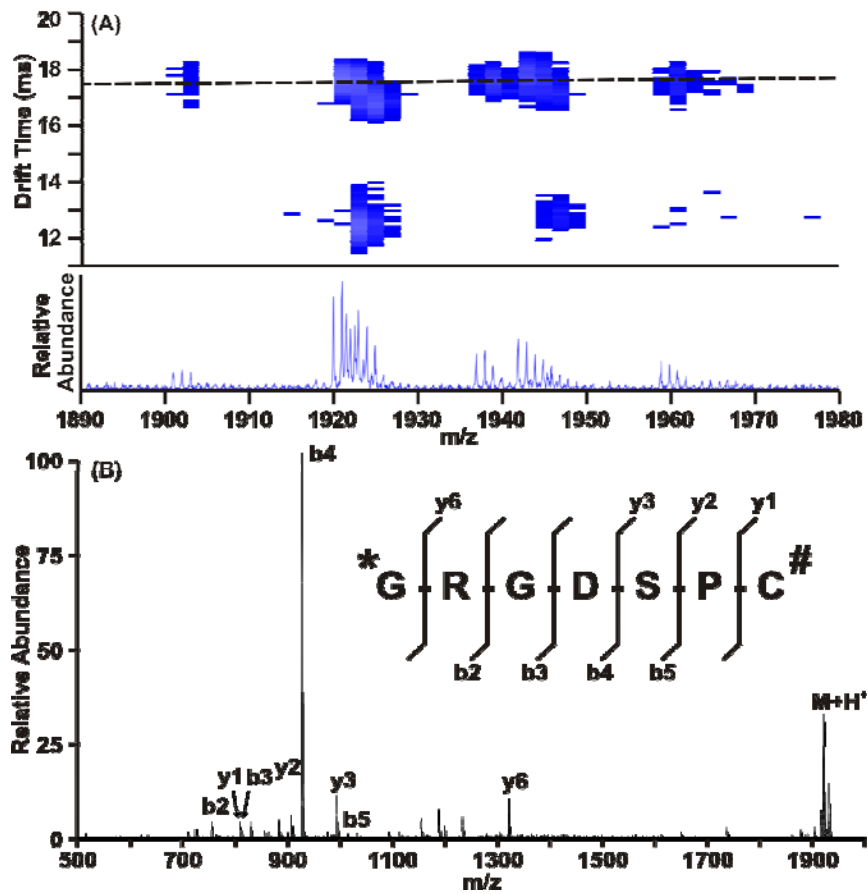 (A)
20
18
16
14
12
Drift Time (ms)
Relative
Abundance
1890 1900 1910 1920 1930 1940 1950 1960 1970 1980
m/z
(B)
100
75
50
25
0
Relative Abundance
b4
y6 y3 y2 y1
*G-R-G-D-S-P-C#
b2 b3 b4 b5
b2
y1
b3
y2
y3
b5
y6
M+H+
500 700 900 1100 1300 1500 1700 1900
m/z